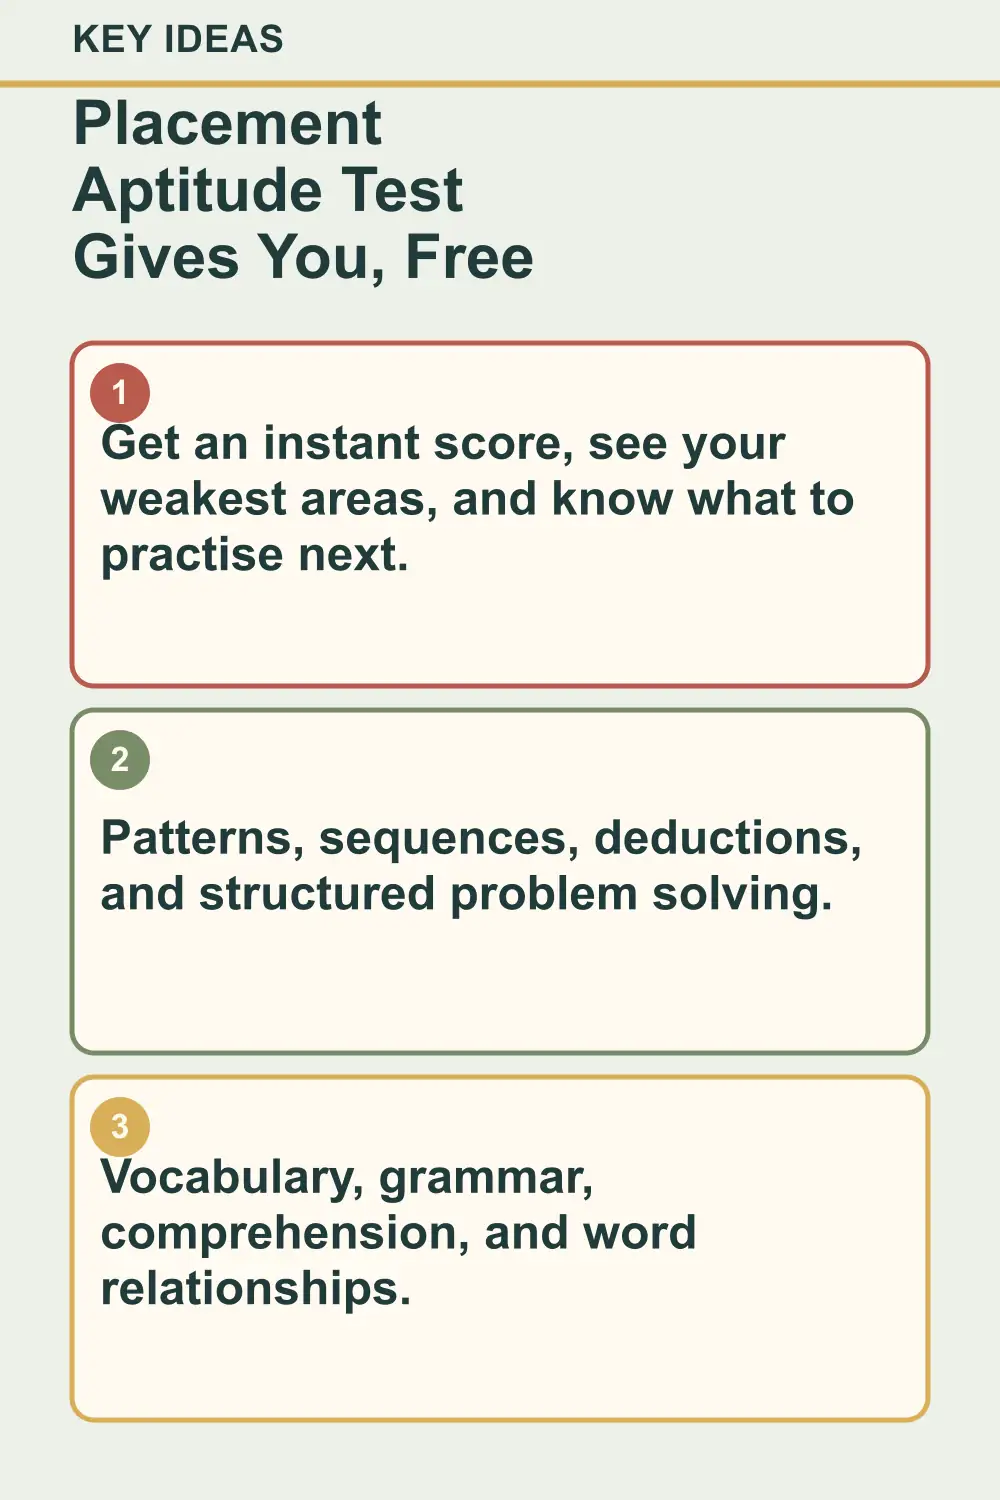 KEY IDEAS
Placement
Aptitude Test
Gives You, Free
1
Get an instant score, see your
weakest areas, and know what to
practise next.
2
Patterns, sequences, deductions,
and structured problem solving.
3
Vocabulary, grammar,
comprehension, and word
relationships.